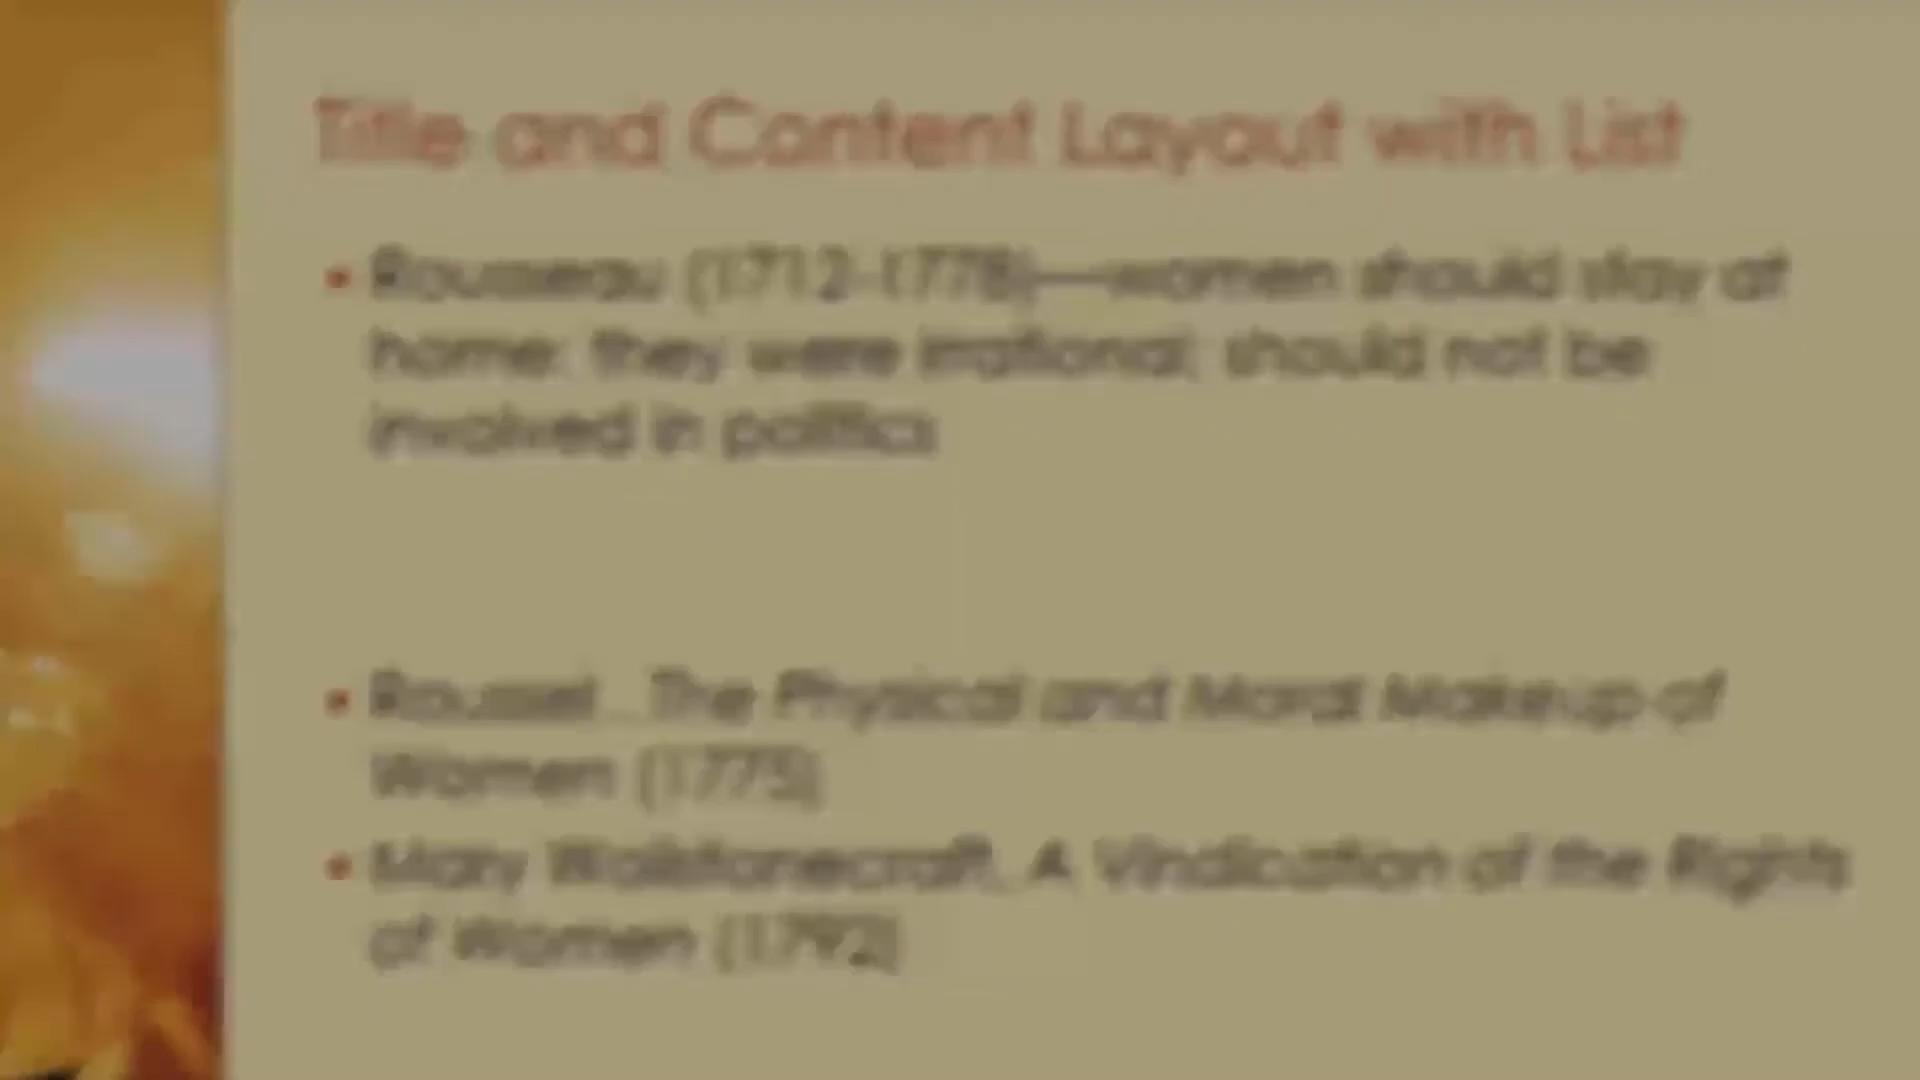 Title and Content Layout with List
• Rousseau (1712-1778)—women should stay at
home; they were irrational; should not be
involved in politics
• Roussel, The Physical and Moral Makeup of
Women (1775)
• Mary Wollstonecraft, A Vindication of the Rights
of Women (1792)